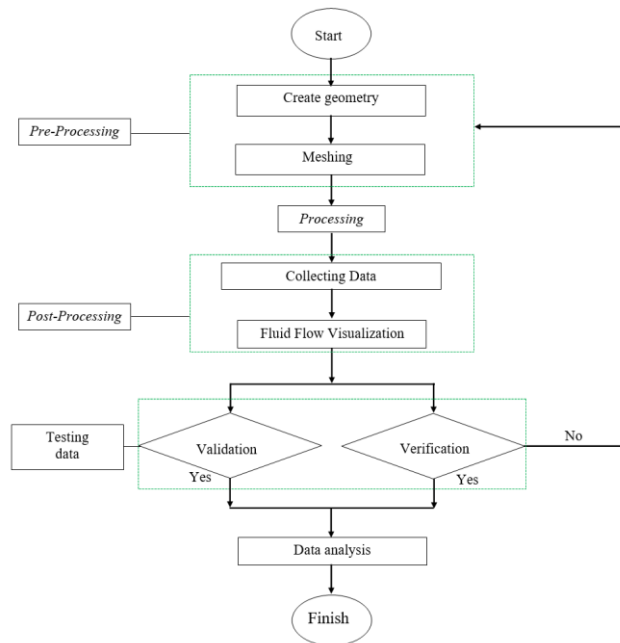 Start
Create geometry
Pre-Processing
Meshing
Processing
Collecting Data
Post-Processing
Fluid Flow Visualization
Testing
data
Validation
Verification
No
Yes
Yes
Data analysis
Finish